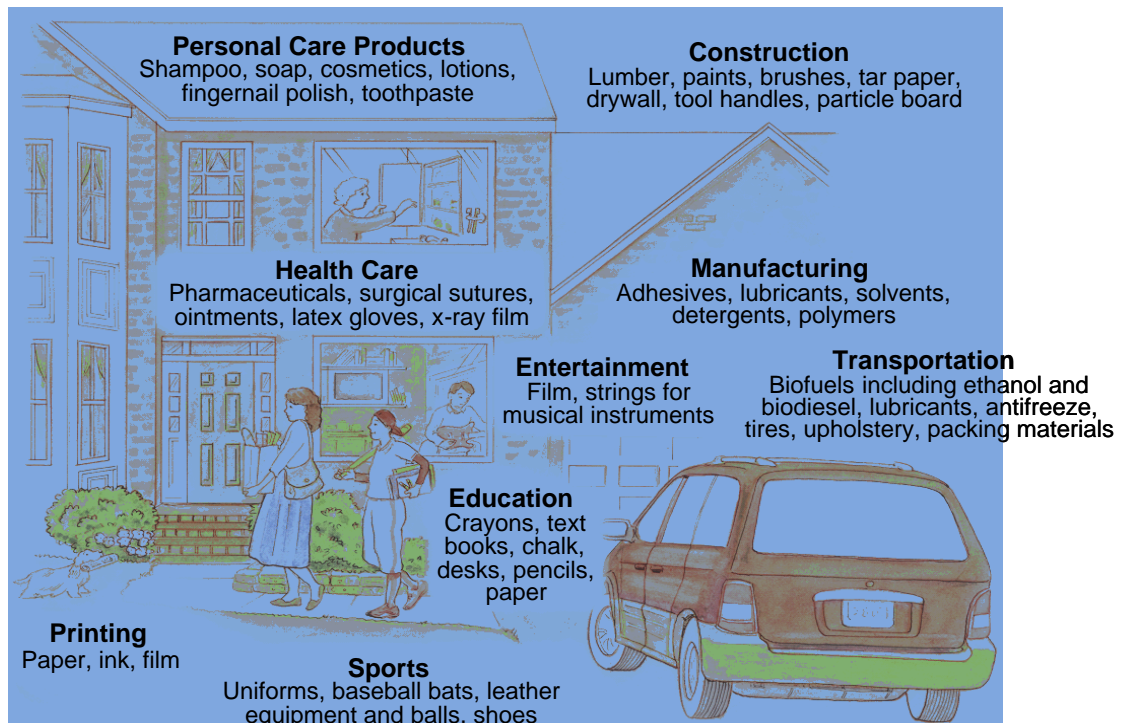 Personal Care Products
Shampoo, soap, cosmetics, lotions,
fingernail polish, toothpaste
Construction
Lumber, paints, brushes, tar paper,
drywall, tool handles, particle board
Health Care
Pharmaceuticals, surgical sutures,
ointments, latex gloves, x-ray film
Manufacturing
Adhesives, lubricants, solvents,
detergents, polymers
Entertainment
Film, strings for
musical instruments
Transportation
Biofuels including ethanol and
biodiesel, lubricants, antifreeze,
tires, upholstery, packing materials
Education
Crayons, text
books, chalk,
desks, pencils,
paper
Printing
Paper, ink, film
Sports
Uniforms, baseball bats, leather
equipment and balls, shoes